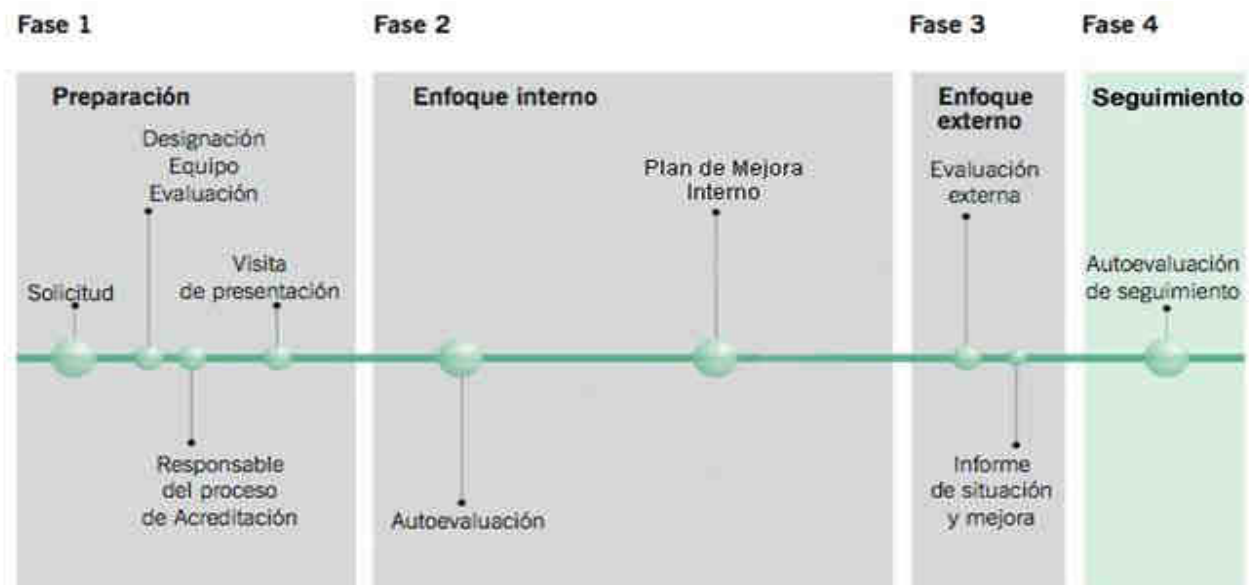 Fase 1
Fase 2
Fase 3
Fase 4
Preparación
Designación
Equipo
Evaluación
Visita
de presentación
Solicitud
Responsable
del proceso
de Acreditación
Enfoque interno
Plan de Mejora
Interno
Autoevaluación
Enfoque
externo
Evaluación
externa
Informe
de situación
y mejora
Seguimiento
Autoevaluación
de seguimiento